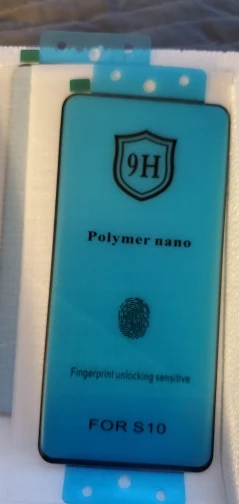 9H
Polymer nano
Fingerprint unlocking sensitive
FOR S10